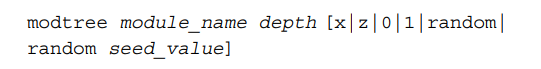 modtree module_name depth [x|z|0|1|random|
random seed_value]